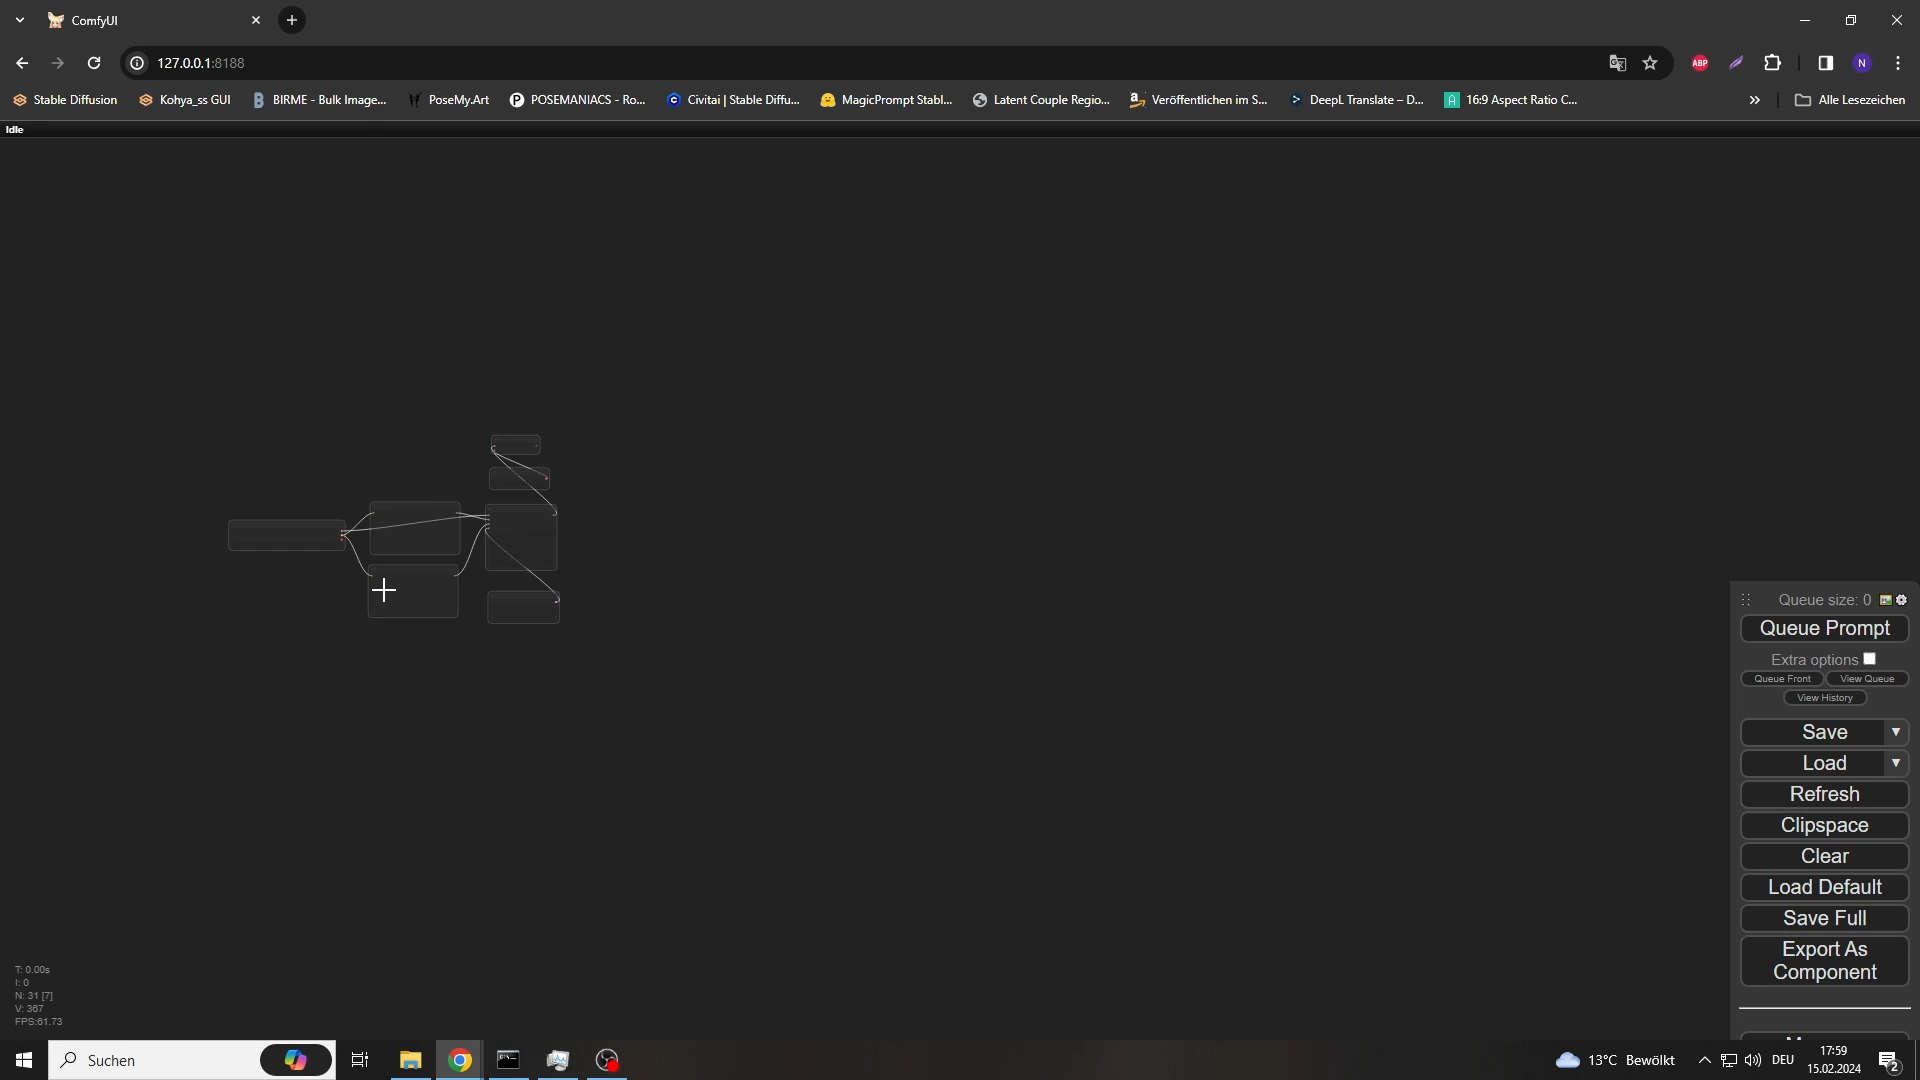 ComfyUI
127.0.0.1:8188
Stable Diffusion
Kohya_ss GUI
BIRME - Bulk Image...
PoseMy.Art
POSEMANIACS - Ro...
Civitai | Stable Diffu...
MagicPrompt Stabl...
Latent Couple Regio...
Veröffentlichen im S...
DeepL Translate – D...
16:9 Aspect Ratio C...
Alle Lesezeichen
Idle
Queue size: 0
Queue Prompt
Extra options
Queue Front
View Queue
View History
Save
Load
Refresh
Clipspace
Clear
Load Default
Save Full
Export As
Component
T: 0.00s
I: 0
N: 31 [7]
V: 367
FPS:61.73
Suchen
13°C Bewölkt
DEU
17:59
15.02.2024
2